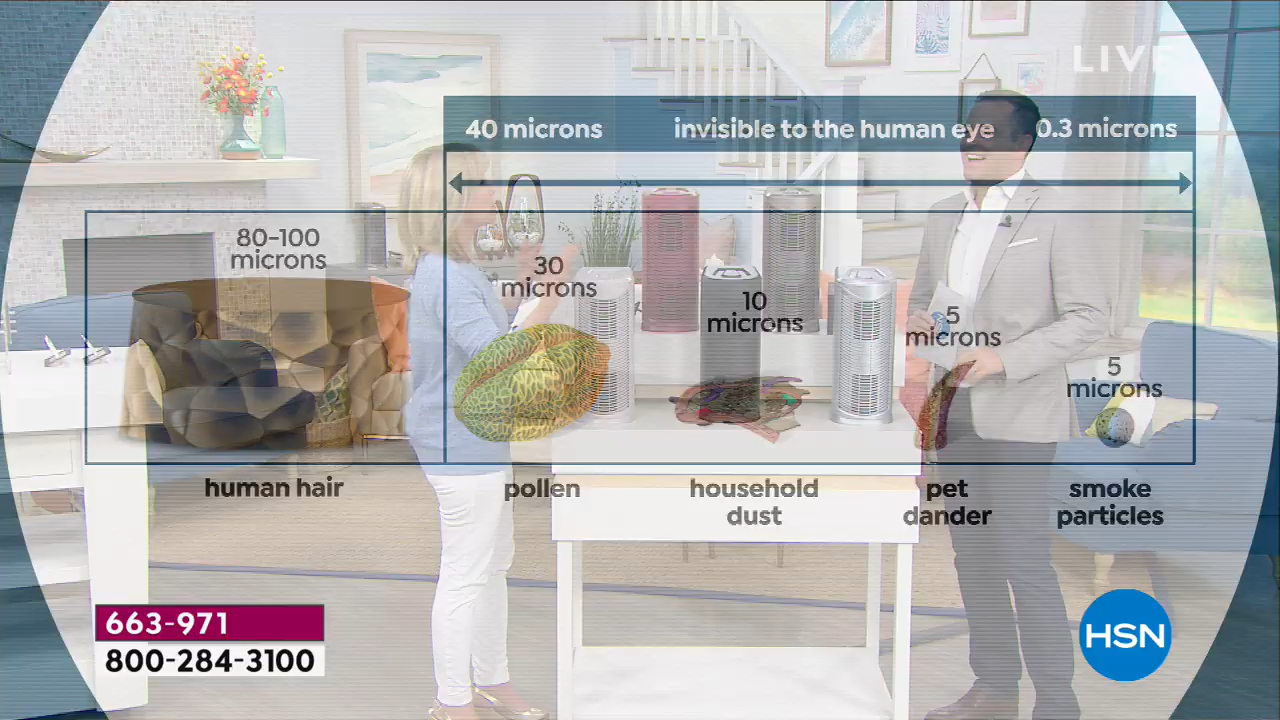 LIVE
40 microns
invisible to the human eye
0.3 microns
80-100
microns
30
microns
10
microns
5
microns
5
microns
human hair
pollen
household
dust
pet
dander
smoke
particles
663-971
800-284-3100
HSN